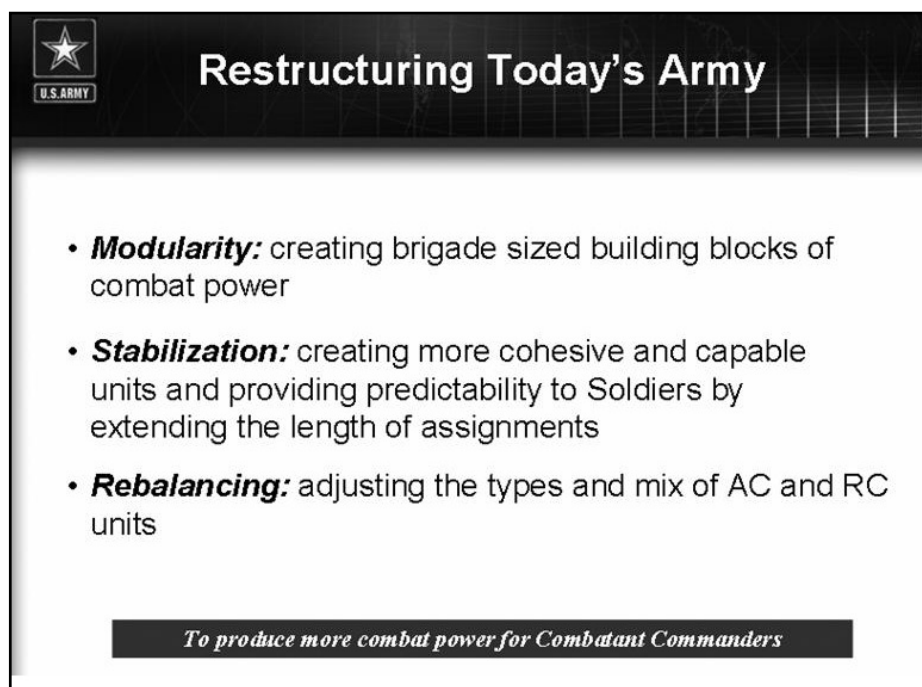 U.S.ARMY
Restructuring Today's Army
• Modularity: creating brigade sized building blocks of
combat power
• Stabilization: creating more cohesive and capable
units and providing predictability to Soldiers by
extending the length of assignments
• Rebalancing: adjusting the types and mix of AC and RC
units
To produce more combat power for Combatant Commanders